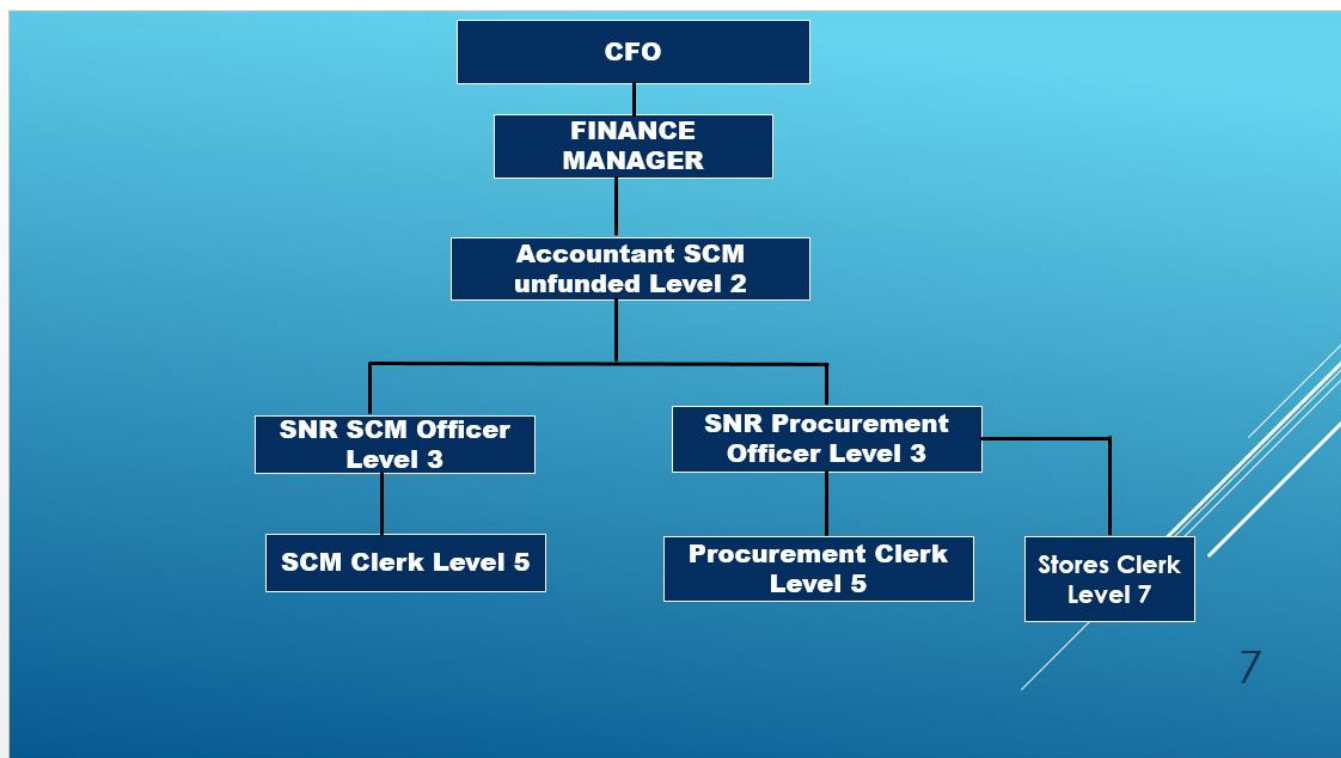 CFO
FINANCE
MANAGER
Accountant SCM
unfunded Level 2
SNR SCM Officer
Level 3
SNR Procurement
Officer Level 3
SCM Clerk Level 5
Procurement Clerk
Level 5
Stores Clerk
Level 7
7